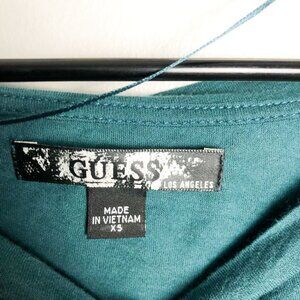 GUESS
LOS ANGELES
MADE
IN VIETNAM
XS